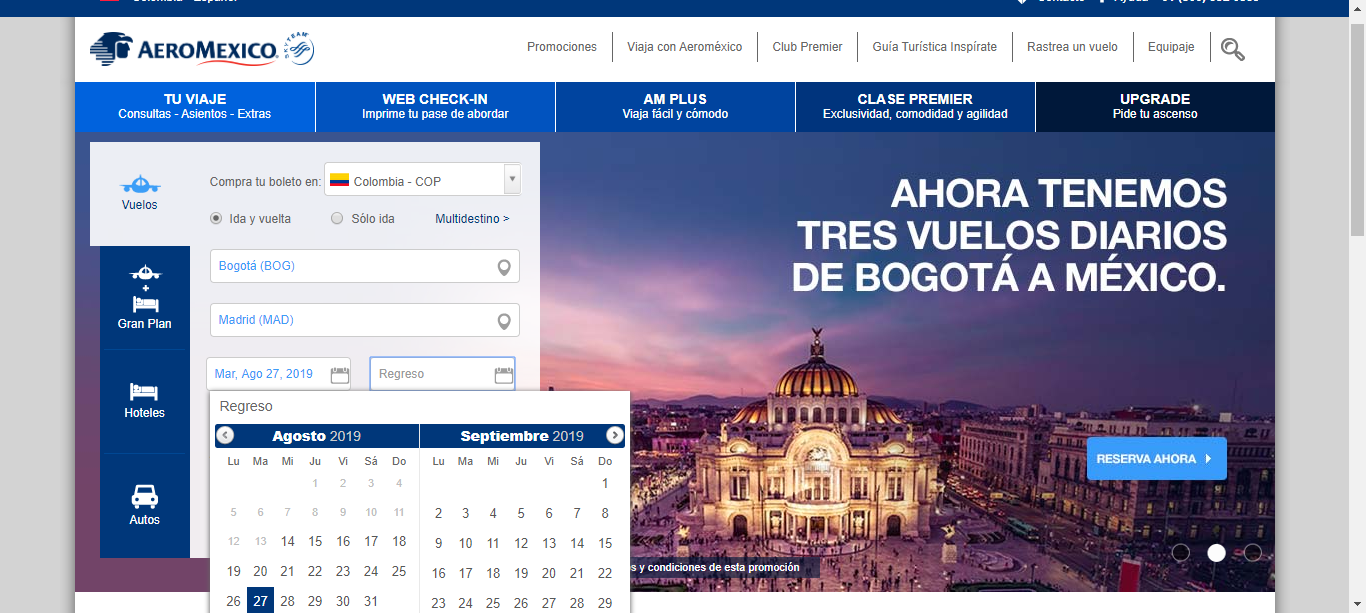 AEROMEXICO. SKYTEAM
Promociones
Viaja con Aeroméxico
Club Premier
Guía Turística Inspírate
Rastrea un vuelo
Equipaje
TU VIAJE
Consultas - Asientos - Extras
WEB CHECK-IN
Imprime tu pase de abordar
AM PLUS
Viaja fácil y cómodo
CLASE PREMIER
Exclusividad, comodidad y agilidad
UPGRADE
Pide tu ascenso
Vuelos
+
Gran Plan
Hoteles
Autos
Compra tu boleto en: Colombia - COP
Ida y vuelta Sólo ida Multidestino >
Bogotá (BOG)
Madrid (MAD)
Mar, Ago 27, 2019 Regreso
Regreso
Agosto 2019
Lu Ma Mi Ju Vi Sá Do
1 2 3 4
5 6 7 8 9 10 11
12 13 14 15 16 17 18
19 20 21 22 23 24 25
26 27 28 29 30 31
Septiembre 2019
Lu Ma Mi Ju Vi Sá Do
1
2 3 4 5 6 7 8
9 10 11 12 13 14 15
16 17 18 19 20 21 22
23 24 25 26 27 28 29
AHORA TENEMOS
TRES VUELOS DIARIOS
DE BOGOTÁ A MÉXICO.
RESERVA AHORA
s y condiciones de esta promoción